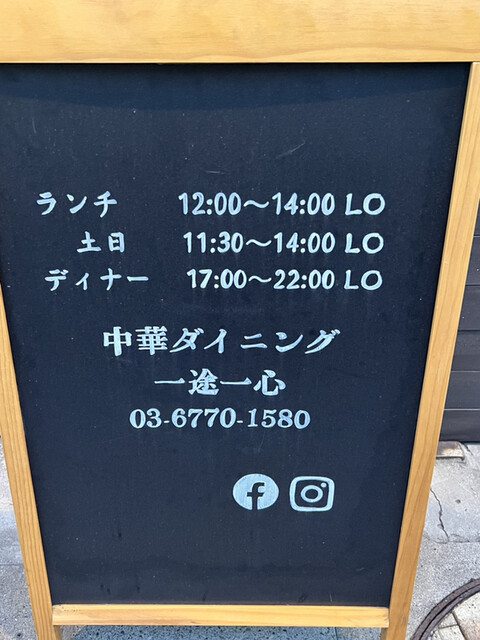 ランチ 12:00～14:00 LO
土日 11:30～14:00 LO
ディナー 17:00～22:00 LO
中華ダイニング
一途一心
03-6770-1580